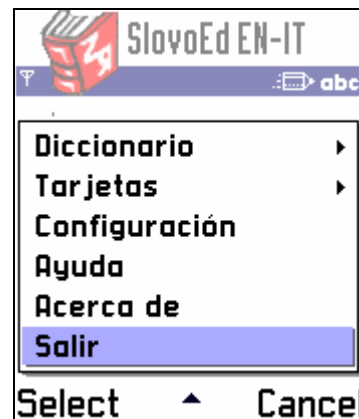 SlovoEd EN-IT
abc
Diccionario
Tarjetas
Configuración
Ayuda
Acerca de
Salir
Select Cancel